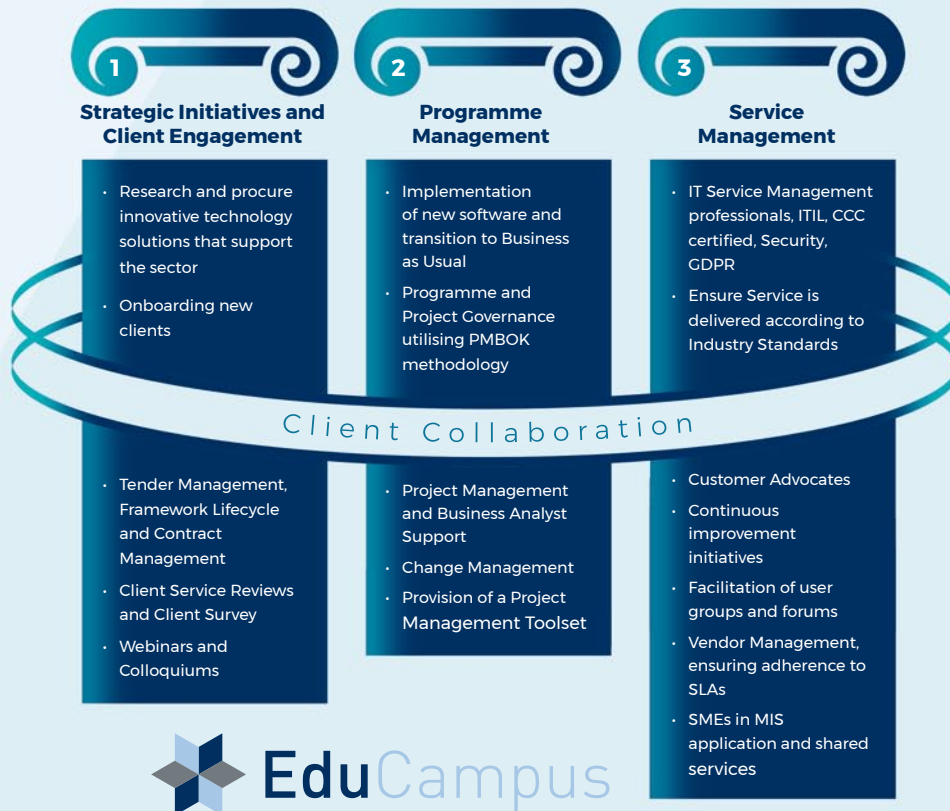 1
Strategic Initiatives and
Client Engagement
• Research and procure
innovative technology
solutions that support
the sector
• Onboarding new
clients
• Tender Management,
Framework Lifecycle
and Contract
Management
• Client Service Reviews
and Client Survey
• Webinars and
Colloquiums
2
Programme
Management
• Implementation
of new software and
transition to Business
as Usual
• Programme and
Project Governance
utilising PMBOK
methodology
• Project Management
and Business Analyst
Support
• Change Management
• Provision of a Project
Management Toolset
3
Service
Management
• IT Service Management
professionals, ITIL, CCC
certified, Security,
GDPR
• Ensure Service is
delivered according to
Industry Standards
• Customer Advocates
• Continuous
improvement
initiatives
• Facilitation of user
groups and forums
• Vendor Management,
ensuring adherence to
SLAs
• SMEs in MIS
application and shared
services
Client Collaboration
EduCampus